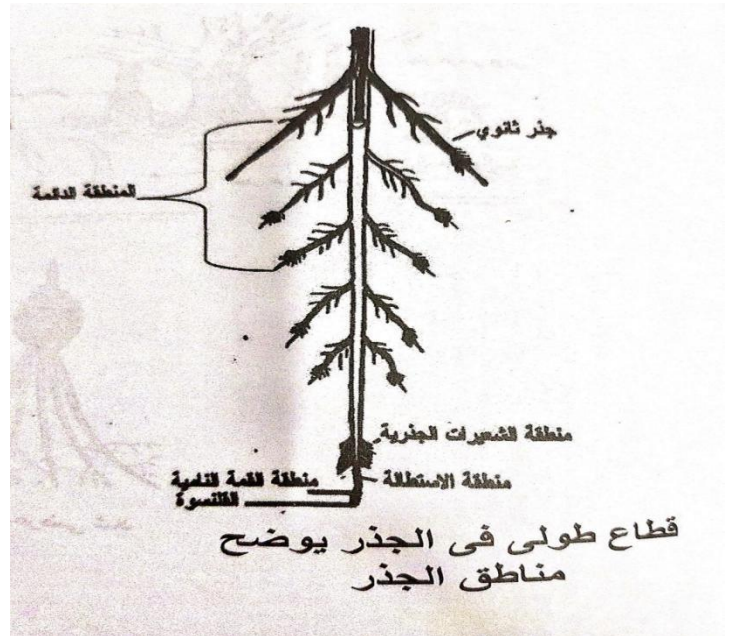 جذر ثانوي
المنطقة الدائمة
منطقة الشعيرات الجذرية
منطقة الاستطالة
منطقة القمة النامية
القلنسوة
قطاع طولى فى الجذر يوضح
مناطق الجذر